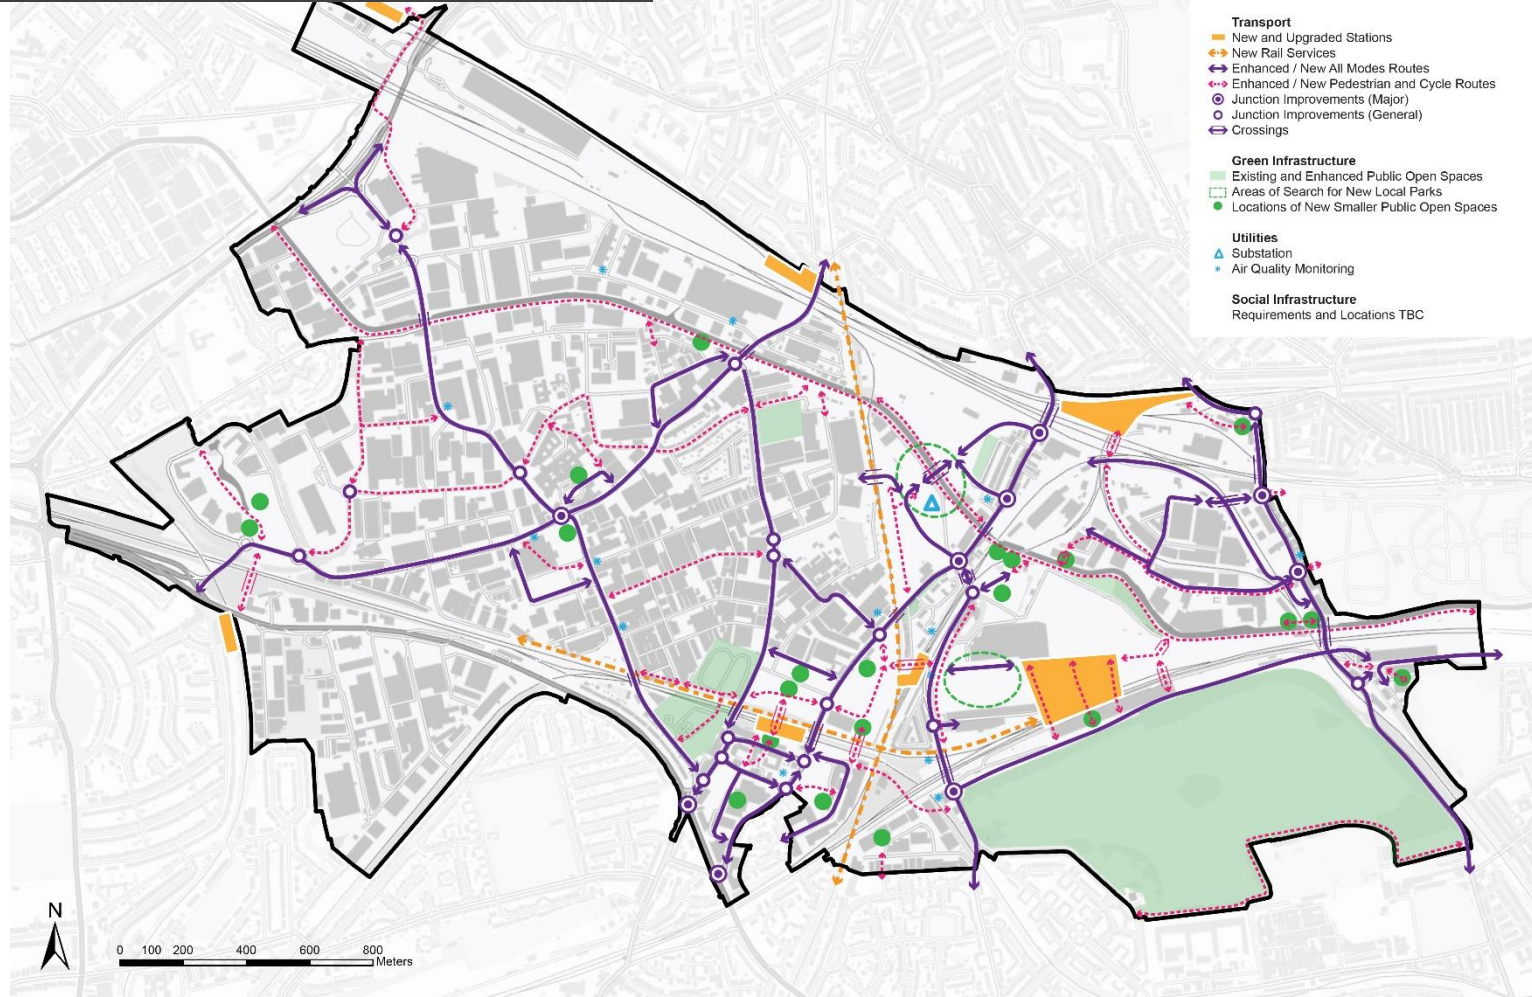 Transport
New and Upgraded Stations
New Rail Services
Enhanced / New All Modes Routes
Enhanced / New Pedestrian and Cycle Routes
Junction Improvements (Major)
Junction Improvements (General)
Crossings
Green Infrastructure
Existing and Enhanced Public Open Spaces
Areas of Search for New Local Parks
Locations of New Smaller Public Open Spaces
Utilities
Substation
Air Quality Monitoring
Social Infrastructure
Requirements and Locations TBC
N
0 100 200 400 600 800
Meters